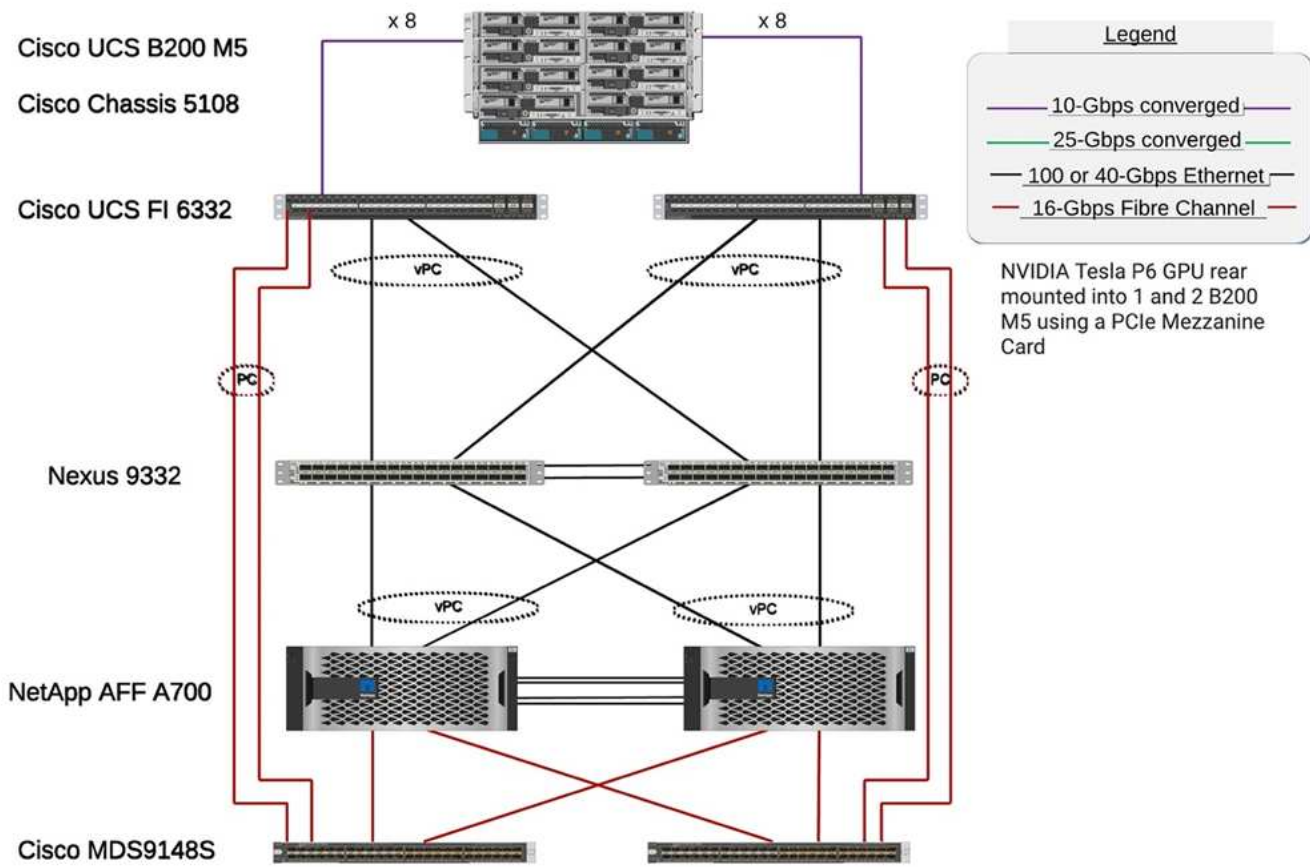 x 8
x 8
Cisco UCS B200 M5
Cisco Chassis 5108
Legend
10-Gbps converged
25-Gbps converged
100 or 40-Gbps Ethernet
16-Gbps Fibre Channel
NVIDIA Tesla P6 GPU rear
mounted into 1 and 2 B200
M5 using a PCIe Mezzanine
Card
Cisco UCS FI 6332
vPC
vPC
PC
PC
Nexus 9332
vPC
vPC
NetApp AFF A700
Cisco MDS9148S